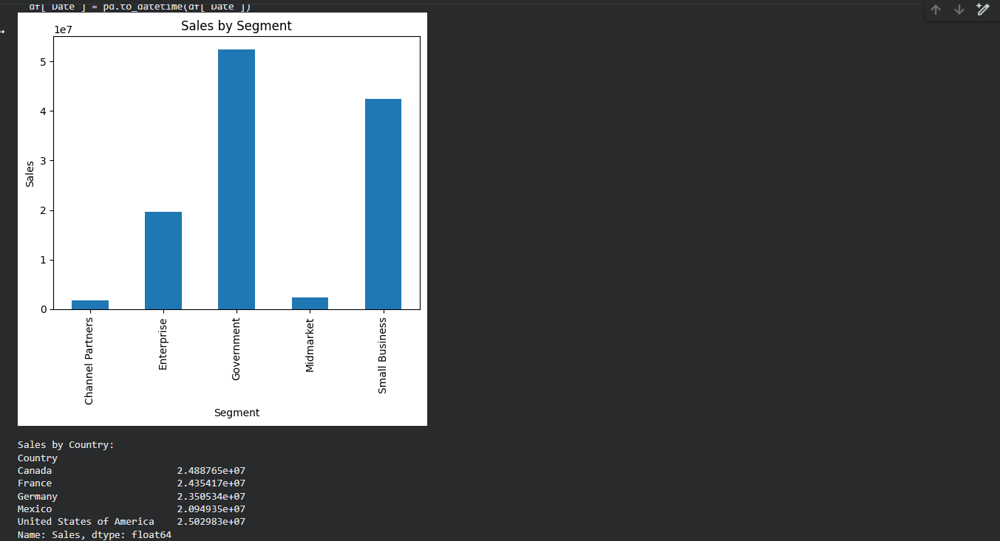 df[ Date ] = pd.to_datetime(df[ Date ])
Sales by Segment
1e7
5
4
3
2
1
0
Sales
Channel Partners
Enterprise
Government
Midmarket
Small Business
Segment
Sales by Country:
Country
Canada 2.488765e+07
France 2.435417e+07
Germany 2.350534e+07
Mexico 2.094935e+07
United States of America 2.502983e+07
Name: Sales, dtype: float64